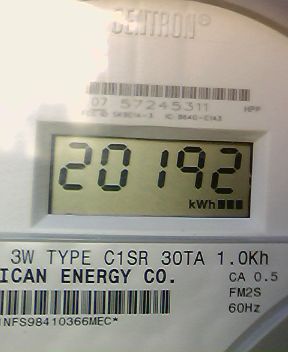 CENTRON®
07 57245311 HPP
20192
kWh
3W TYPE C1SR 30TA 1.0Kh
ICAN ENERGY CO.
CA 0.5
FM2S
60Hz
NFS98410366MEC*